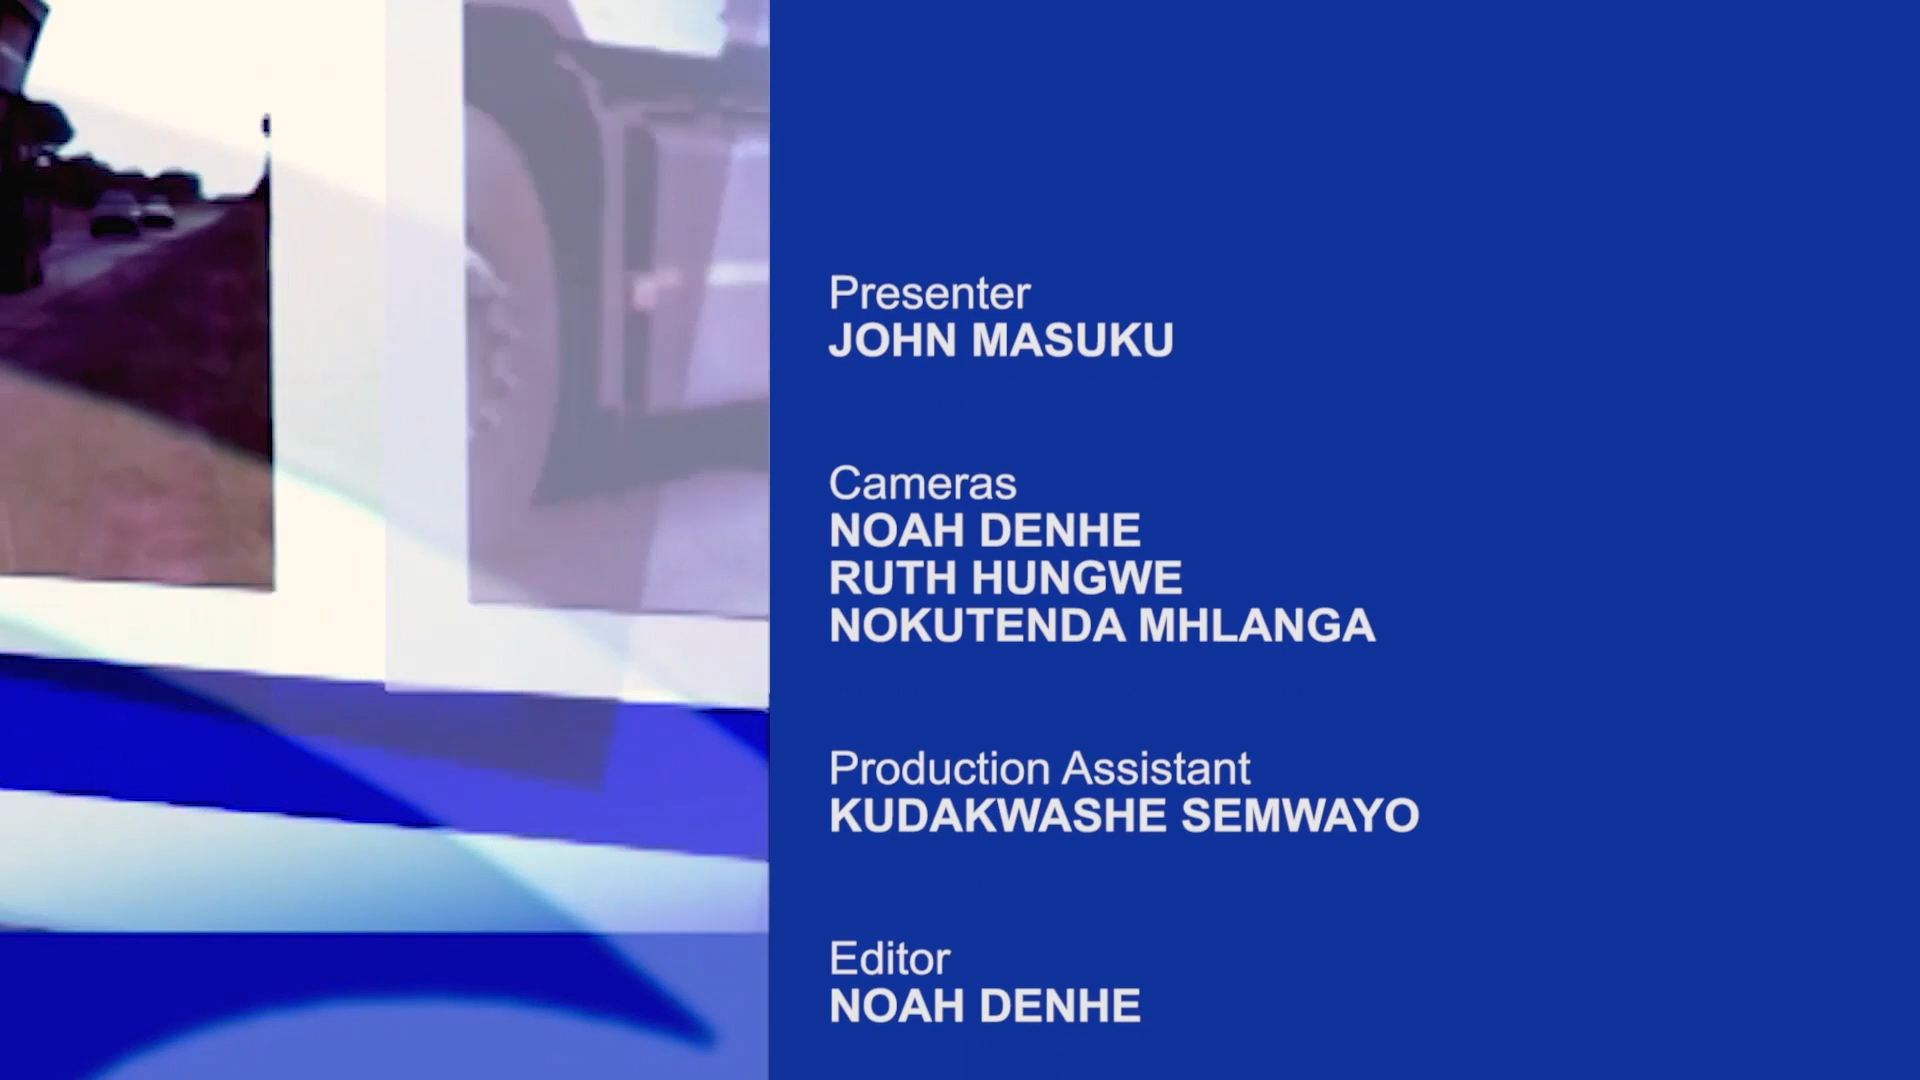 Presenter
JOHN MASUKU
Cameras
NOAH DENHE
RUTH HUNGWE
NOKUTENDA MHLANGA
Production Assistant
KUDAKWASHE SEMWAYO
Editor
NOAH DENHE